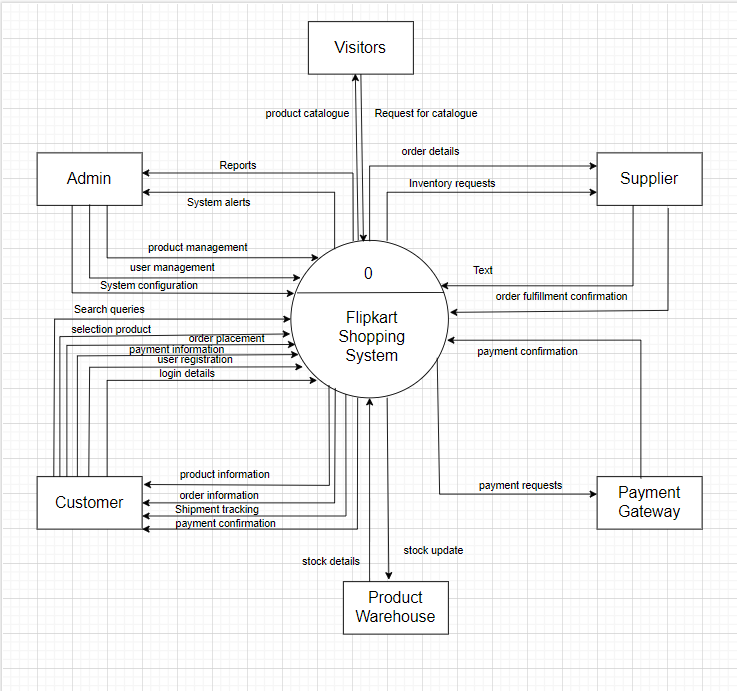 Visitors
product catalogue
Request for catalogue
order details
Admin
Reports
Supplier
Inventory requests
System alerts
product management
user management
System configuration
0
Text
order fulfillment confirmation
Flipkart
Shopping
System
Search queries
selection product
order placement
payment information
user registration
login details
payment confirmation
product information
order information
Shipment tracking
payment confirmation
Customer
payment requests
Payment
Gateway
stock details
stock update
Product
Warehouse